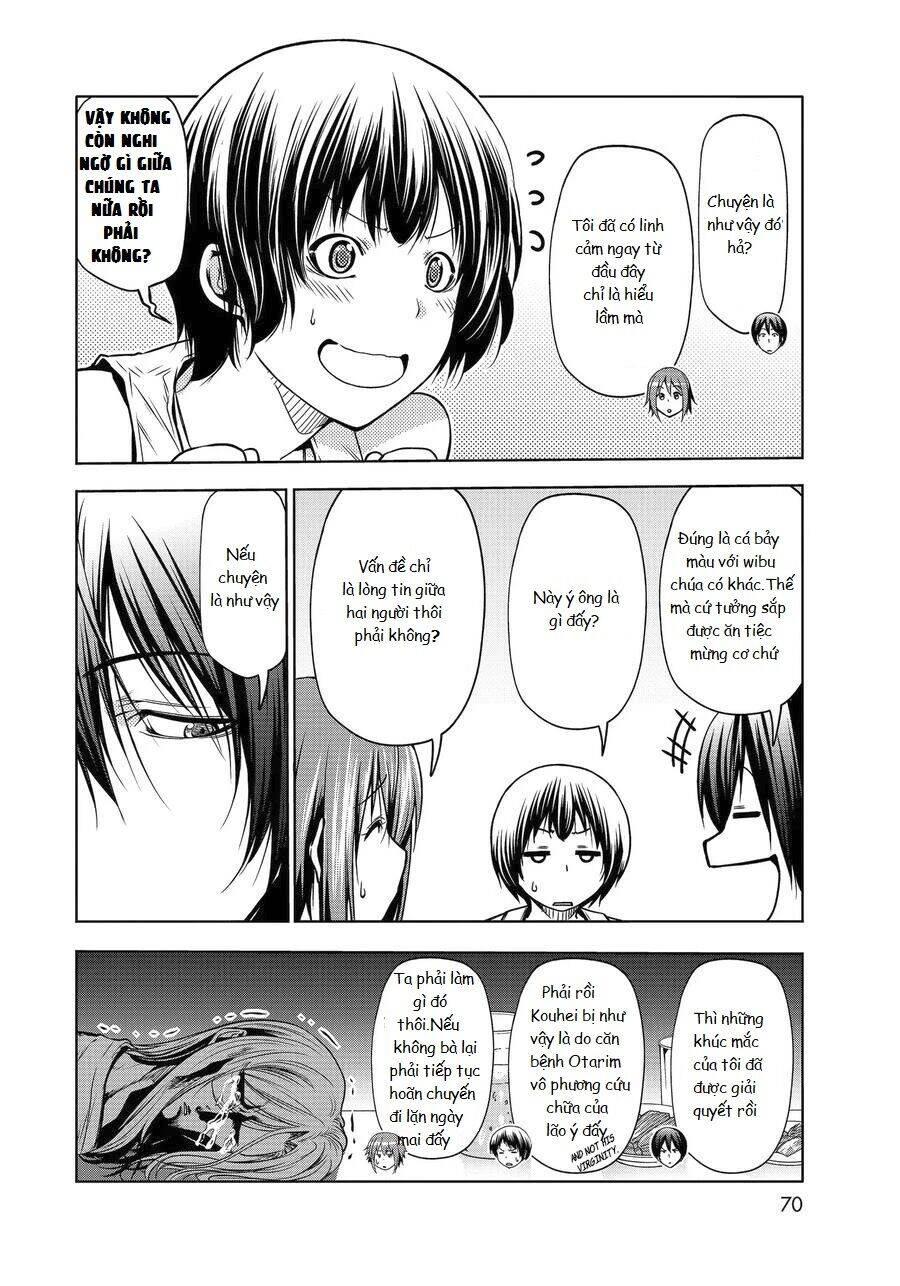 Chuyện là
như vậy đó
hả?
Tôi đã có linh
cảm ngay từ
đầu đây
chỉ là hiểu
lầm mà
VẬY KHÔNG
CÒN NGHI
NGỜ GÌ GIỮA
CHÚNG TA
NỮA RỒI
PHẢI
KHÔNG?
Đúng là cá bảy
màu với wibu
chúa có khác.Thế
mà cứ tưởng sắp
được ăn tiệc
mừng cơ chứ
Này ý ông là
gì đấy?
Vấn đề chỉ
là lòng tin giữa
hai người thôi
phải không?
Nếu
chuyện
là như vậy
Thì những
khúc mắc
của tôi đã
được giải
quyết rồi
Phải rồi
Kouhei bị như
vậy là do căn
bệnh Otarim
vô phương cứu
chữa của
lão ý đấy
AND NOT HIS
VIRGINITY.
Ta phải làm
gì đó
thôi.Nếu
không bà lại
phải tiếp tục
hoãn chuyến
đi lặn ngày
mai đấy
70